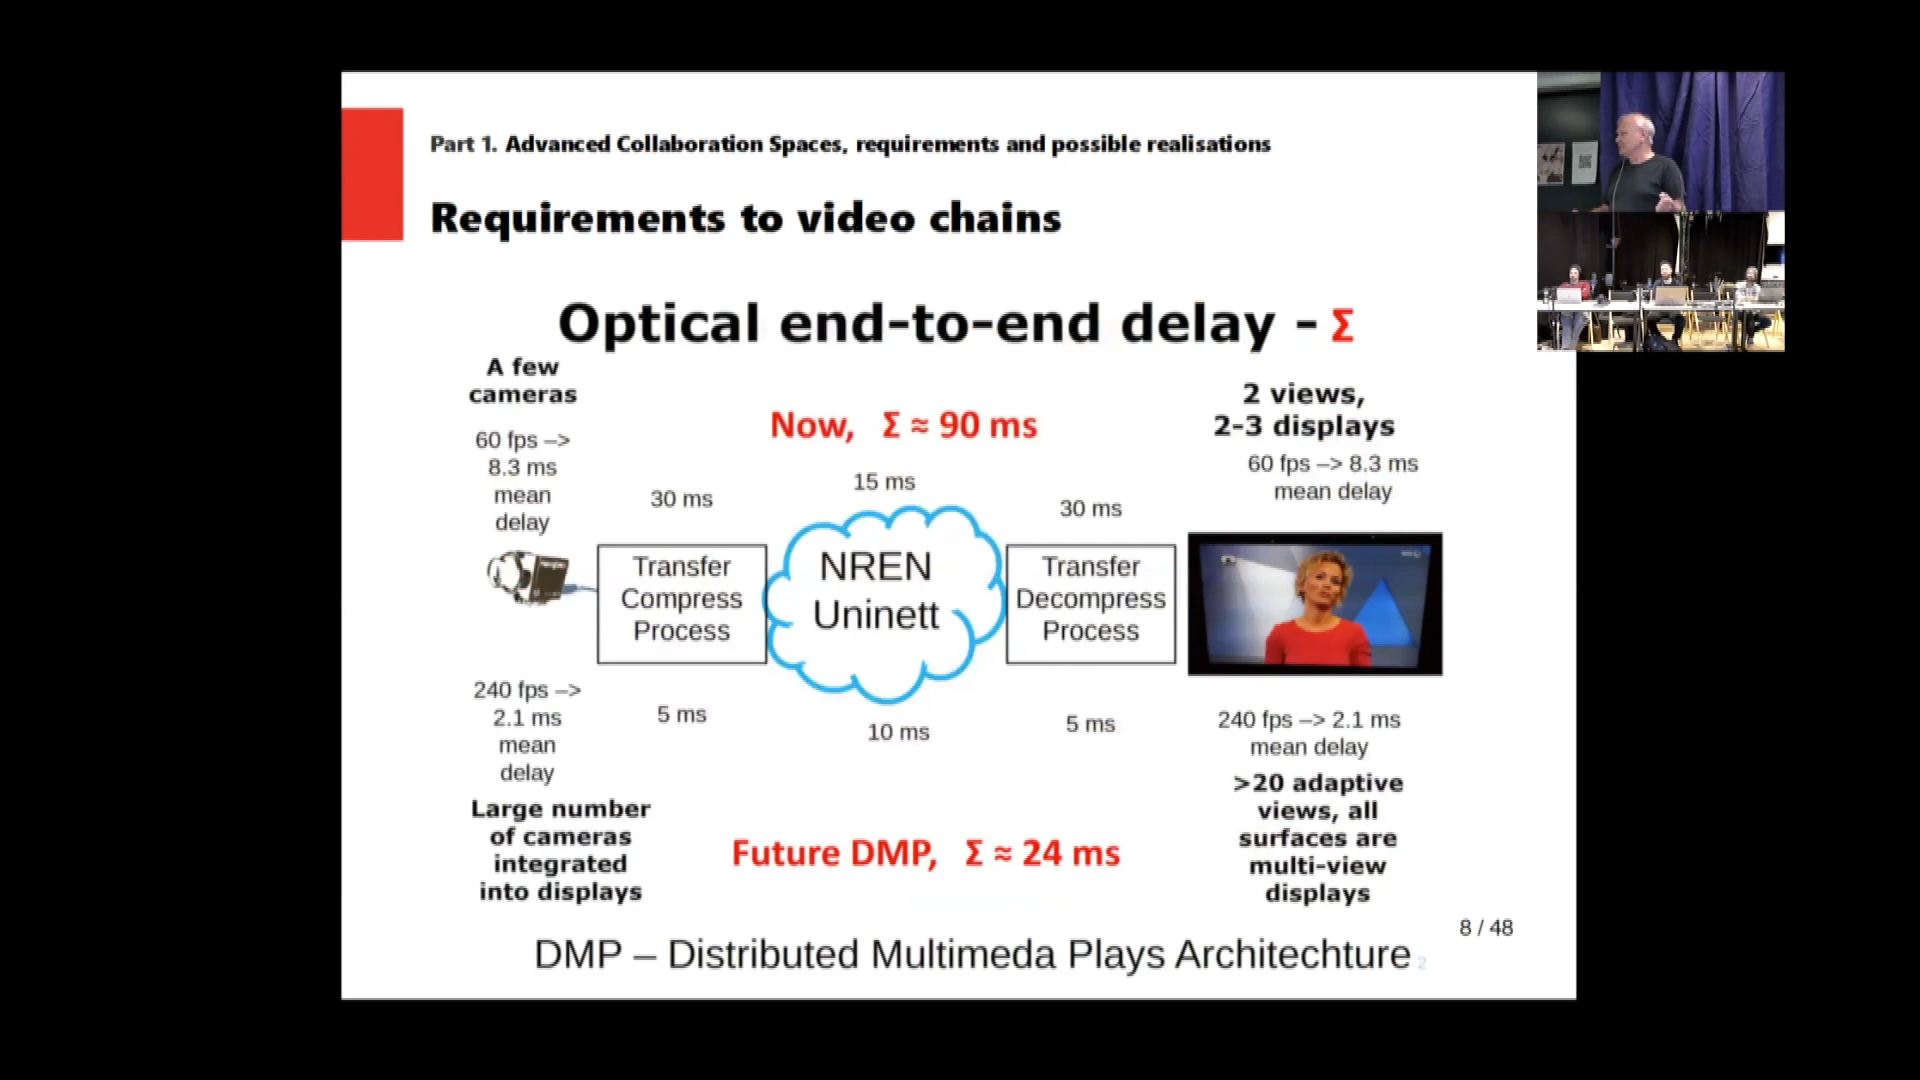 Part 1. Advanced Collaboration Spaces, requirements and possible realisations
Requirements to video chains
Optical end-to-end delay - Σ
A few
cameras
60 fps –>
8.3 ms
mean
delay
Now, Σ ≈ 90 ms
2 views,
2-3 displays
60 fps –> 8.3 ms
mean delay
30 ms
15 ms
30 ms
Transfer
Compress
Process
NREN
Uninett
Transfer
Decompress
Process
240 fps –>
2.1 ms
mean
delay
5 ms
10 ms
5 ms
240 fps –> 2.1 ms
mean delay
Large number
of cameras
integrated
into displays
Future DMP, Σ ≈ 24 ms
>20 adaptive
views, all
surfaces are
multi-view
displays
8 / 48
DMP – Distributed Multimeda Plays Architechture
2